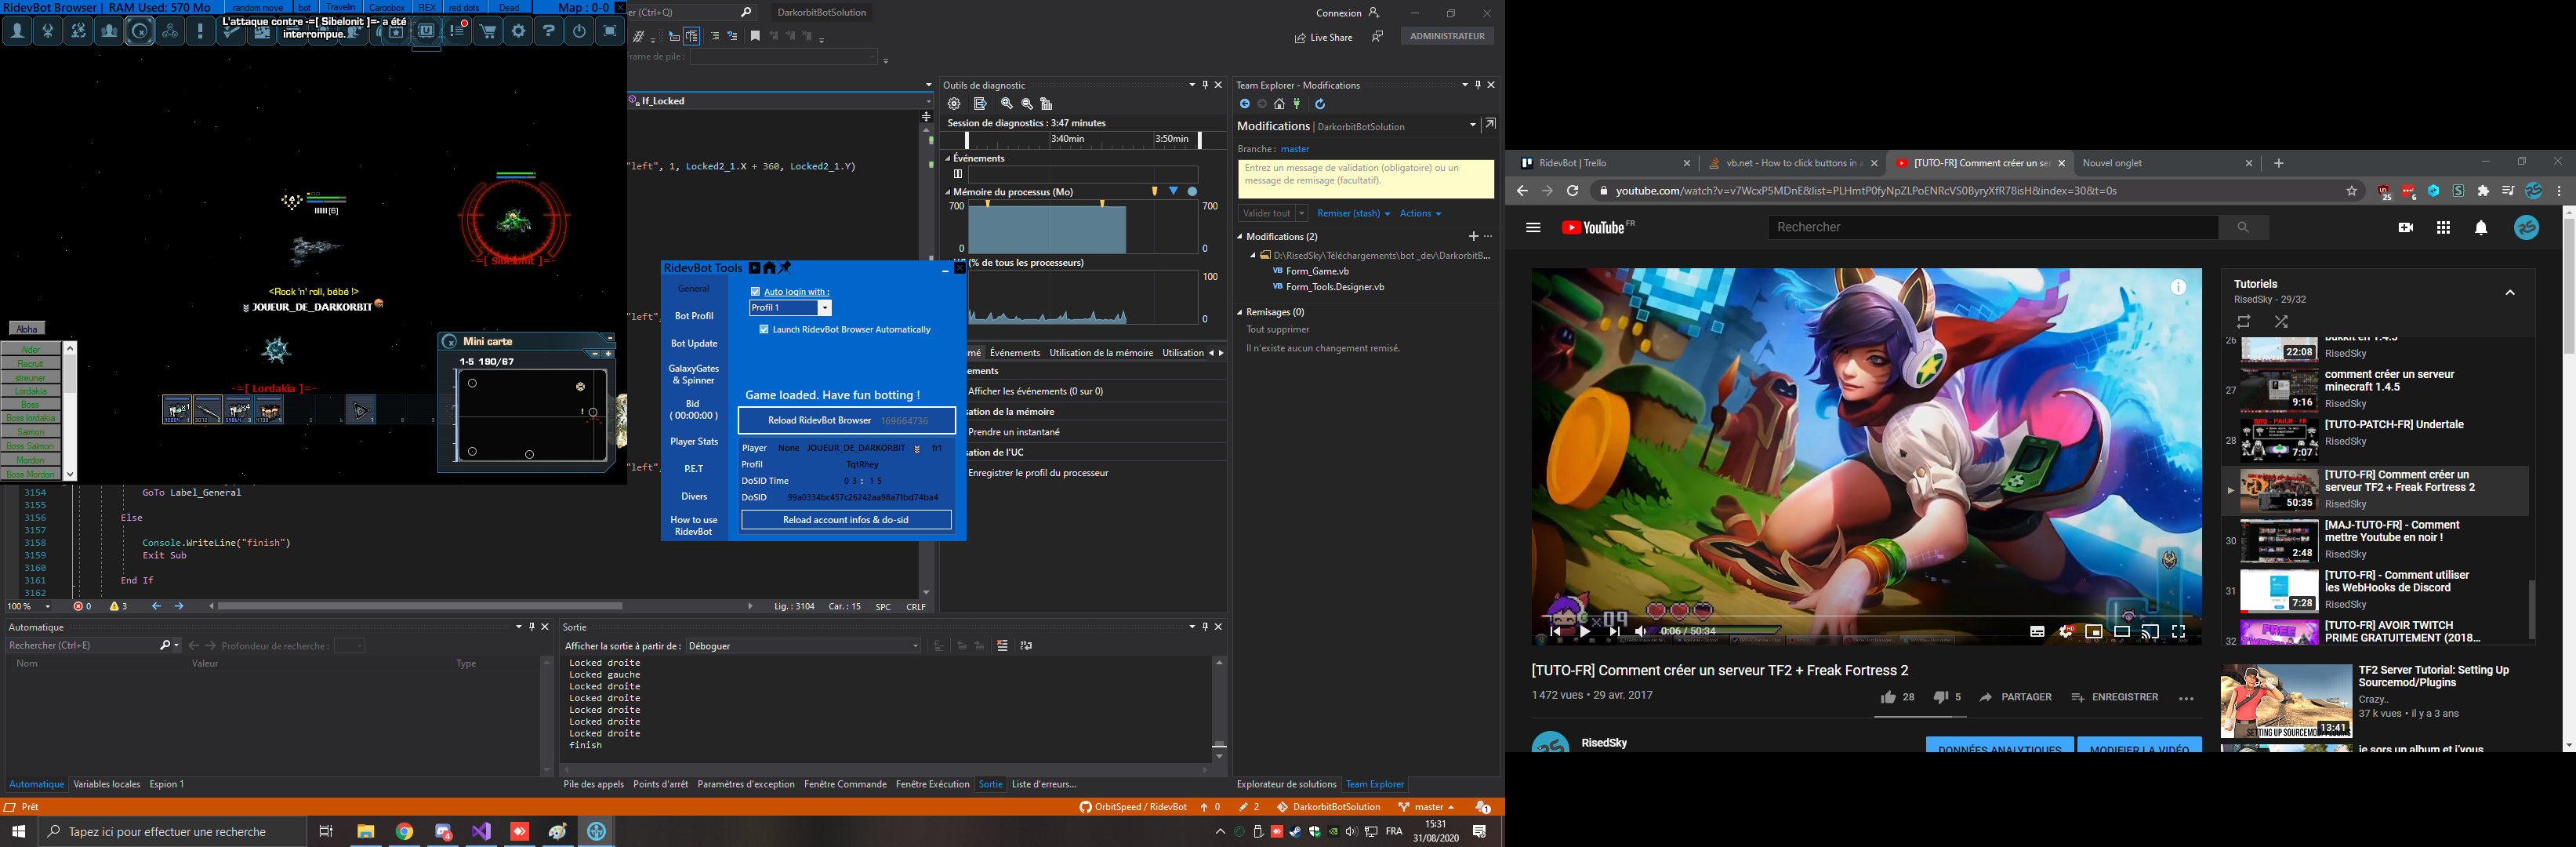 RidevBot Browser | RAM Used: 570 Mo
random move
bot
Travelin
Cargobox
REX
red dots
Dead
Map : 0-0
L'attaque contre -=[ Sibelonit ]=- a été
interrompue.
[6]
-=[ Sibelonit ]=-
<Rock 'n' roll, bébé !>
JOUEUR_DE_DARKORBIT
Aloha
Aider
Recruit
streuner
Lordakia
Boss
Boss lordakia
Saimon
Boss Saimon
Mordon
Boss Mordon
-=[ Lordakia ]=-
Mini carte
1-5 190/67
er (Ctrl+Q)
DarkorbitBotSolution
Connexion
Live Share
ADMINISTRATEUR
frame de pile :
If_Locked
"left", 1, Locked2_1.X + 360, Locked2_1.Y)
"left",
"left",
"left",
3154 GoTo Label_General
3155
3156 Else
3157
3158 Console.WriteLine("finish")
3159 Exit Sub
3160
3161 End If
3162
100 %
0
3
Lig. : 3104
Car. : 15
SPC
CRLF
RidevBot Tools
General
Bot Profil
Bot Update
GalaxyGates
& Spinner
Bid
( 00:00:00 )
Player Stats
P.E.T
Divers
How to use
RidevBot
Auto login with :
Profil 1
Launch RidevBot Browser Automatically
Game loaded. Have fun botting !
Reload RidevBot Browser
169664736
Player None JOUEUR_DE_DARKORBIT fr1
Profil TqtRhey
DoSID Time 0 3 : 1 5
DoSID 99a0334bc457c26242aa98a71bd74ba4
Reload account infos & do-sid
Outils de diagnostic
Session de diagnostics : 3:47 minutes
3:40min
3:50min
Événements
Mémoire du processus (Mo)
700
700
0
0
(% de tous les processeurs)
100
0
mé
Événements
Utilisation de la mémoire
Utilisation
ements
Afficher les événements (0 sur 0)
sation de la mémoire
Prendre un instantané
sation de l'UC
Enregistrer le profil du processeur
Team Explorer - Modifications
Modifications | DarkorbitBotSolution
Branche : master
Entrez un message de validation (obligatoire) ou un
message de remisage (facultatif).
Valider tout
Remiser (stash)
Actions
Modifications (2)
D:\RisedSky\Téléchargements\bot _dev\DarkorbitB...
VB Form_Game.vb
VB Form_Tools.Designer.vb
Remisages (0)
Tout supprimer
Il n'existe aucun changement remisé.
Automatique
Rechercher (Ctrl+E)
Profondeur de recherche :
Nom
Valeur
Type
Automatique
Variables locales
Espion 1
Sortie
Afficher la sortie à partir de : Déboguer
Locked droite
Locked gauche
Locked droite
Locked droite
Locked droite
Locked droite
Locked droite
finish
Pile des appels
Points d'arrêt
Paramètres d'exception
Fenêtre Commande
Fenêtre Exécution
Sortie
Liste d'erreurs...
Explorateur de solutions
Team Explorer
Prêt
OrbitSpeed / RidevBot
0
2
DarkorbitBotSolution
master
1
Tapez ici pour effectuer une recherche
4
FRA
15:31
31/08/2020
RidevBot | Trello
vb.net - How to click buttons in a
[TUTO-FR] Comment créer un se
Nouvel onglet
youtube.com/watch?v=v7WcxP5MDnE&list=PLHmtP0fyNpZLPoENRcVS0ByryXfR78isH&index=30&t=0s
25
6
YouTube FR
Rechercher
×09
0:06 / 50:34
HD
[TUTO-FR] Comment créer un serveur TF2 + Freak Fortress 2
1 472 vues • 29 avr. 2017
28
5
PARTAGER
ENREGISTRER
RisedSky
DONNÉES ANALYTIQUES
MODIFIER LA VIDÉO
Tutoriels
RisedSky - 29/32
26
Bukkit en 1.4.5
22:08
RisedSky
27
comment créer un serveur
minecraft 1.4.5
9:16
RisedSky
28
[TUTO-PATCH-FR] Undertale
RisedSky
7:07
[TUTO-FR] Comment créer un
serveur TF2 + Freak Fortress 2
50:35
RisedSky
30
[MAJ-TUTO-FR] - Comment
mettre Youtube en noir !
2:48
RisedSky
31
[TUTO-FR] - Comment utiliser
les WebHooks de Discord
7:28
RisedSky
32
[TUTO-FR] AVOIR TWITCH
PRIME GRATUITEMENT (2018...
TF2 Server Tutorial: Setting Up
Sourcemod/Plugins
Crazy..
37 k vues • il y a 3 ans
13:41
je sors un album et j'vous